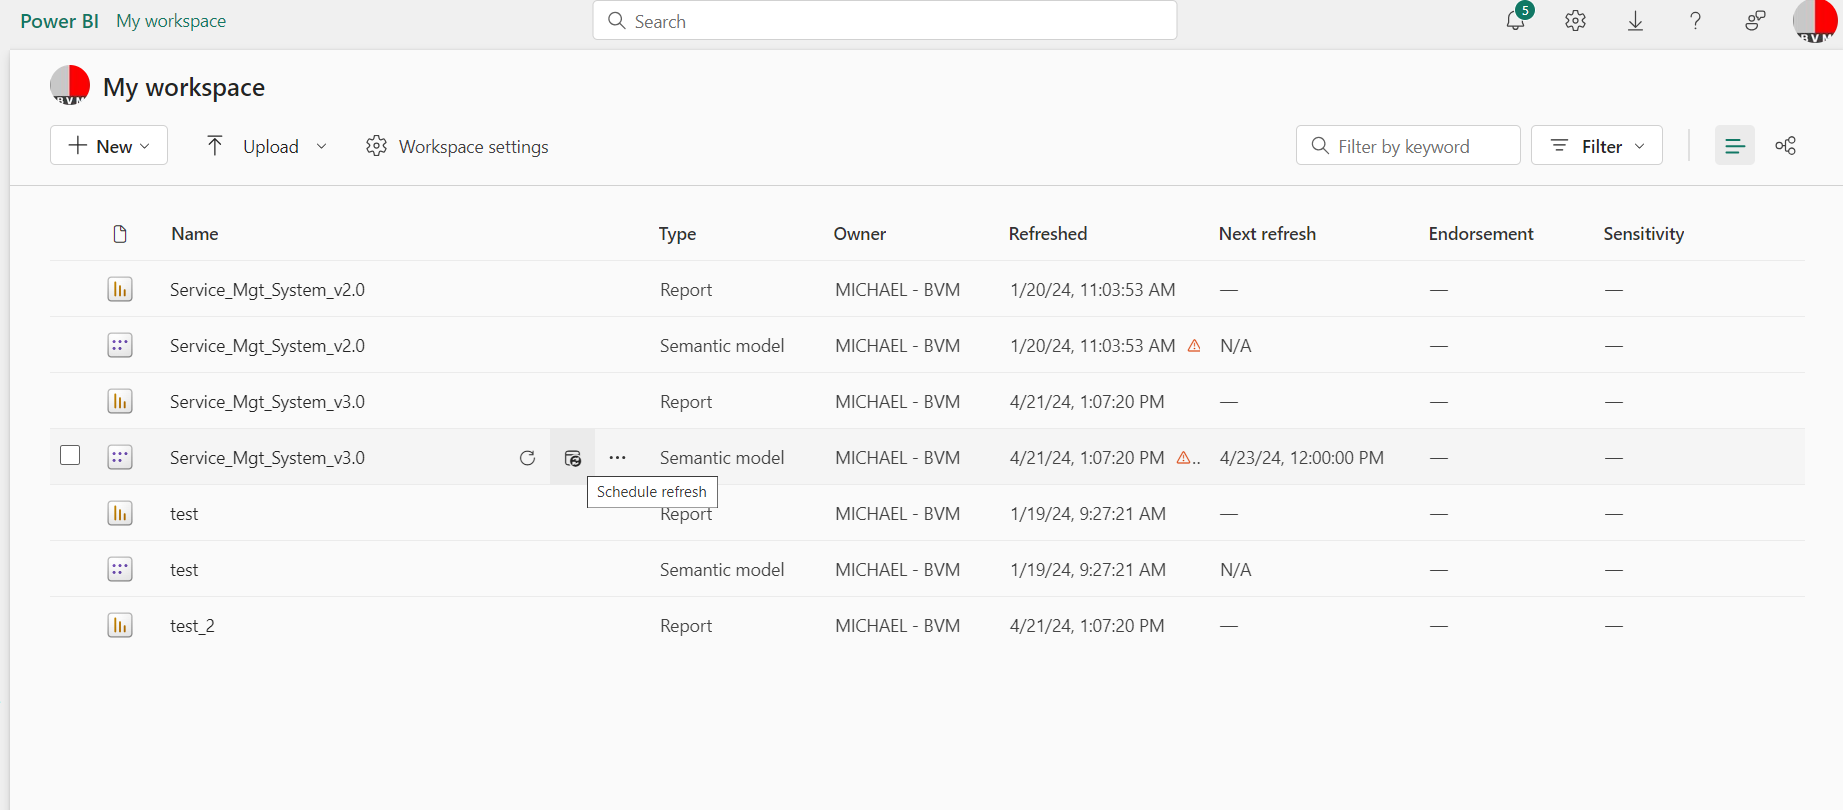 Power BI My workspace Search 5
BVM
My workspace
BVM
New Upload Workspace settings Filter by keyword Filter
Name Type Owner Refreshed Next refresh Endorsement Sensitivity
Service_Mgt_System_v2.0 Report MICHAEL - BVM 1/20/24, 11:03:53 AM — — —
Service_Mgt_System_v2.0 Semantic model MICHAEL - BVM 1/20/24, 11:03:53 AM N/A — —
Service_Mgt_System_v3.0 Report MICHAEL - BVM 4/21/24, 1:07:20 PM — — —
Service_Mgt_System_v3.0 ... Semantic model MICHAEL - BVM 4/21/24, 1:07:20 PM .. 4/23/24, 12:00:00 PM — —
Schedule refresh
test Report MICHAEL - BVM 1/19/24, 9:27:21 AM — — —
test Semantic model MICHAEL - BVM 1/19/24, 9:27:21 AM N/A — —
test_2 Report MICHAEL - BVM 4/21/24, 1:07:20 PM — — —